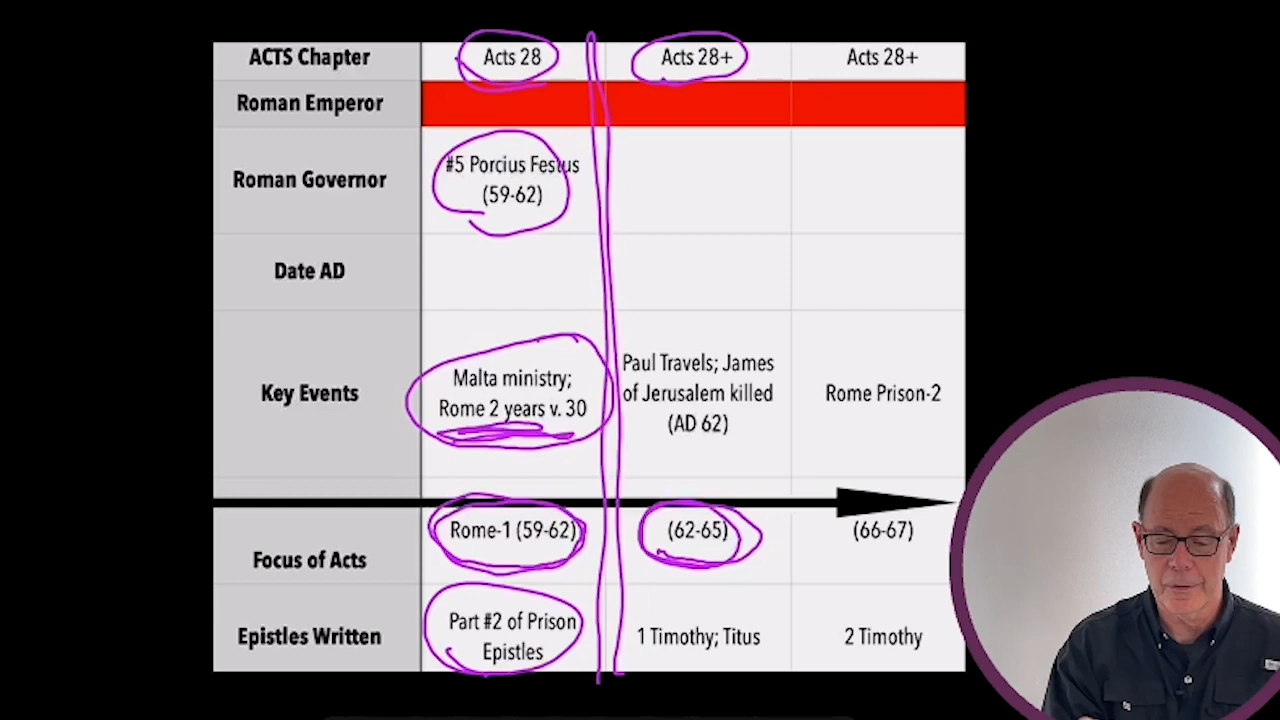 ACTS Chapter Acts 28 Acts 28+ Acts 28+
Roman Emperor
Roman Governor
#5 Porcius Festus
(59-62)
Date AD
Key Events
Malta ministry;
Rome 2 years v. 30
Paul Travels; James
of Jerusalem killed
(AD 62)
Rome Prison-2
Focus of Acts
Rome-1 (59-62) (62-65) (66-67)
Epistles Written
Part #2 of Prison
Epistles
1 Timothy; Titus
2 Timothy